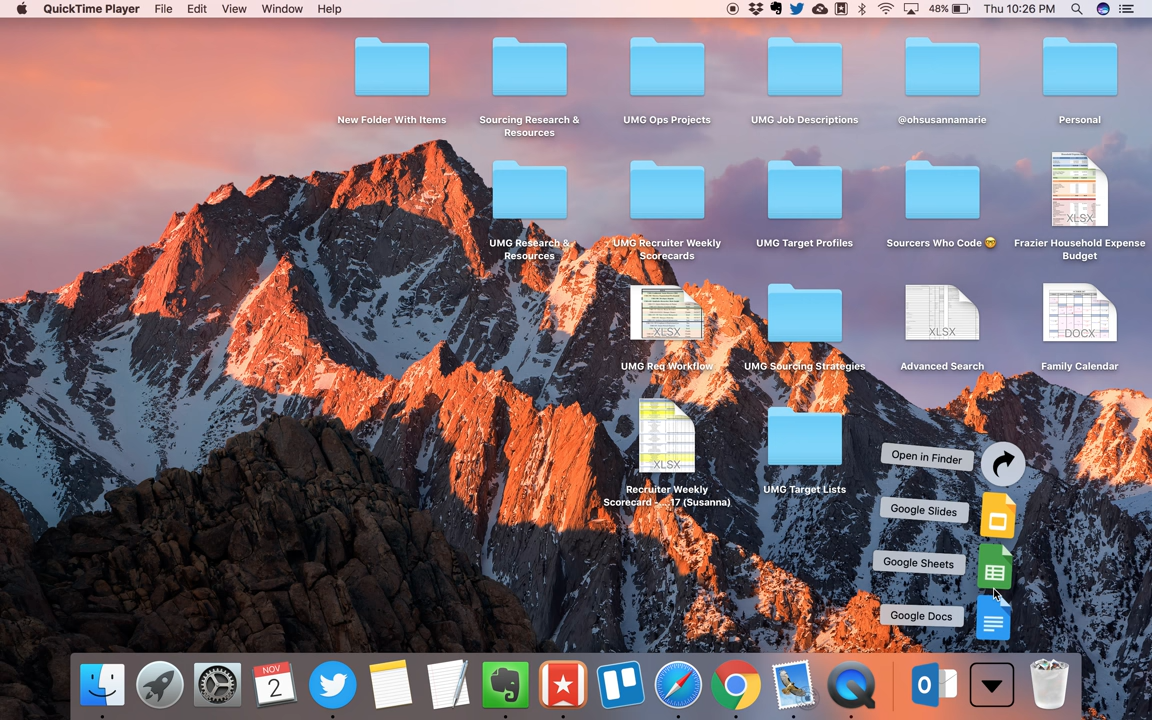 QuickTime Player File Edit View Window Help 48% Thu 10:26 PM
New Folder With Items
Sourcing Research &
Resources
UMG Ops Projects
UMG Job Descriptions
@ohsusannamarie
Personal
UMG Research &
Resources
UMG Recruiter Weekly
Scorecards
UMG Target Profiles
Sourcers Who Code 🤓
XLSX
Frazier Household Expense
Budget
XLSX
UMG Req Workflow
UMG Sourcing Strategies
XLSX
Advanced Search
DOCX
Family Calendar
XLSX
Recruiter Weekly
Scorecard -...17 (Susanna)
UMG Target Lists
Open in Finder
Google Slides
Google Sheets
Google Docs
NOV
2